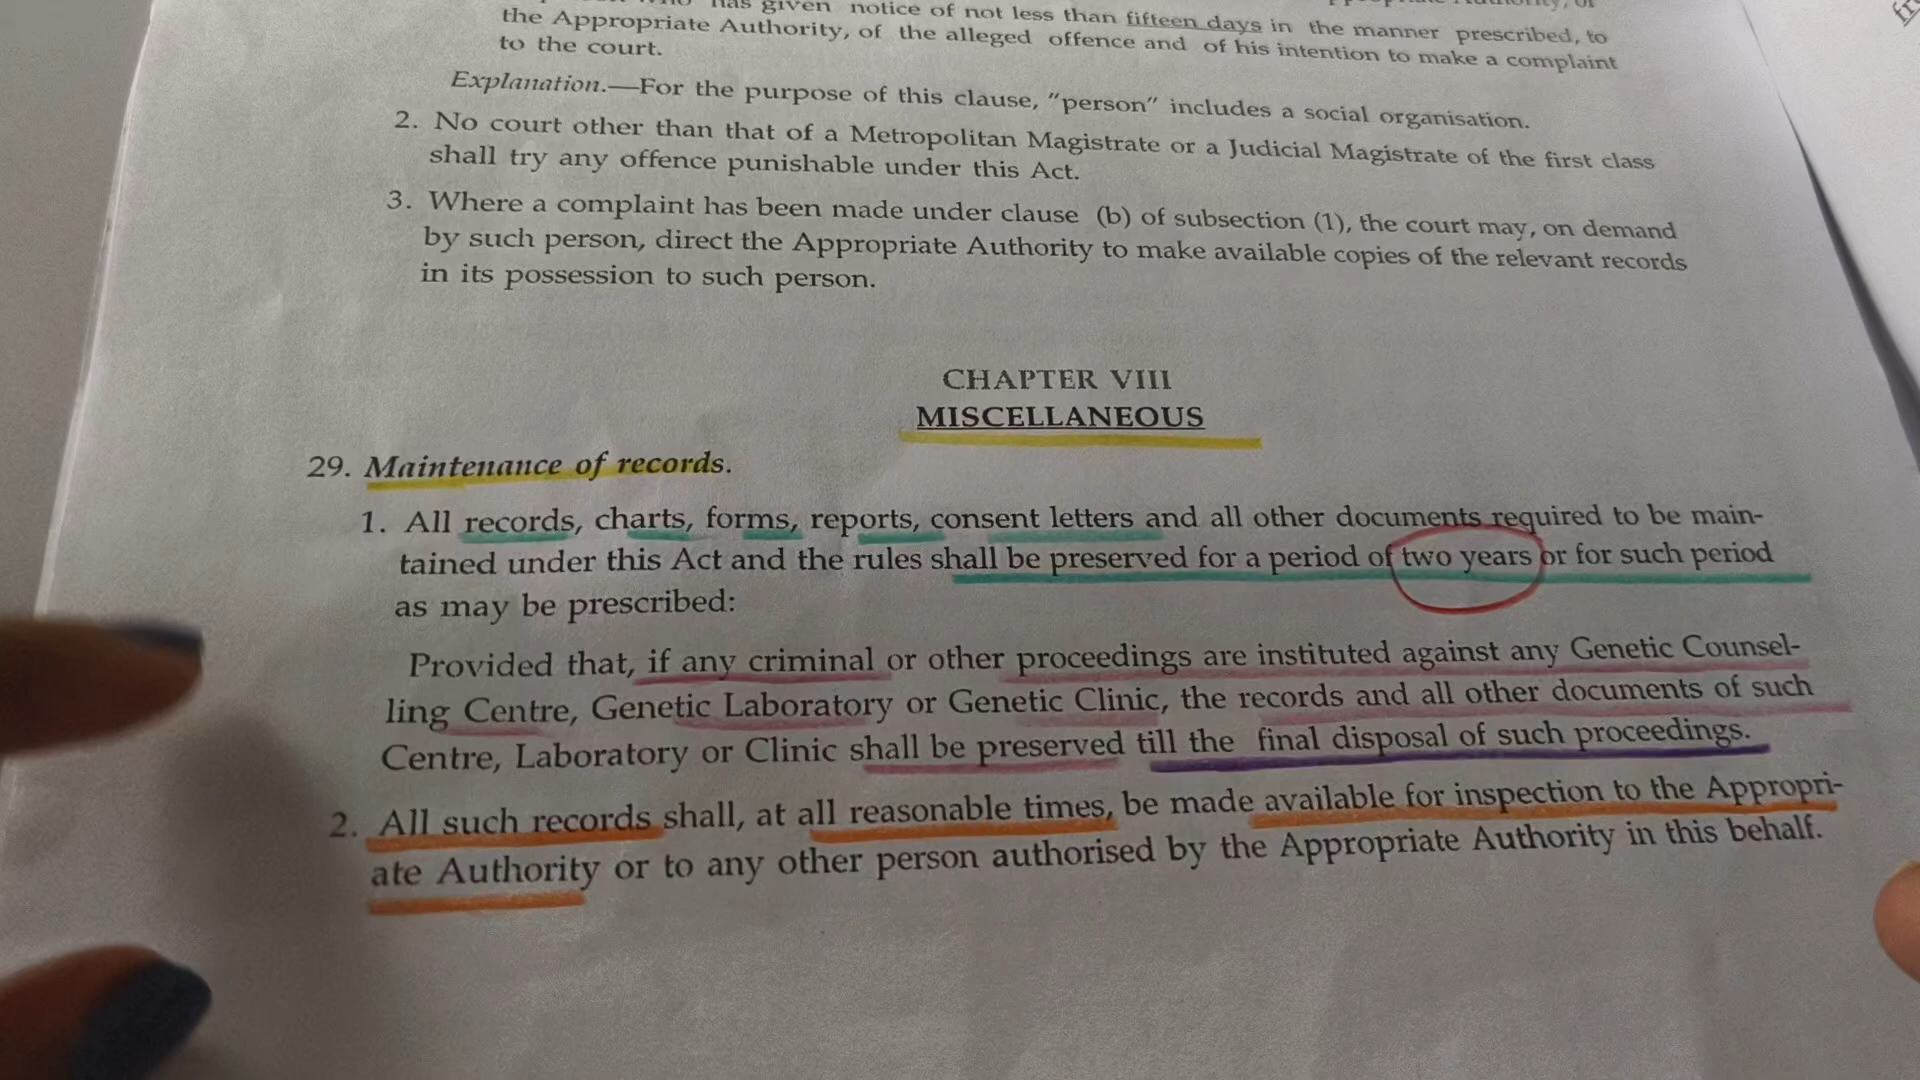 has given notice of not less than fifteen days in the manner prescribed, to
the Appropriate Authority, of the alleged offence and of his intention to make a complaint
to the court.
Explanation.—For the purpose of this clause, "person" includes a social organisation.
2. No court other than that of a Metropolitan Magistrate or a Judicial Magistrate of the first class
shall try any offence punishable under this Act.
3. Where a complaint has been made under clause (b) of subsection (1), the court may, on demand
by such person, direct the Appropriate Authority to make available copies of the relevant records
in its possession to such person.
CHAPTER VIII
MISCELLANEOUS
29. Maintenance of records.
1. All records, charts, forms, reports, consent letters and all other documents required to be main-
tained under this Act and the rules shall be preserved for a period of two years or for such period
as may be prescribed:
Provided that, if any criminal or other proceedings are instituted against any Genetic Counsel-
ling Centre, Genetic Laboratory or Genetic Clinic, the records and all other documents of such
Centre, Laboratory or Clinic shall be preserved till the final disposal of such proceedings.
2. All such records shall, at all reasonable times, be made available for inspection to the Appropri-
ate Authority or to any other person authorised by the Appropriate Authority in this behalf.